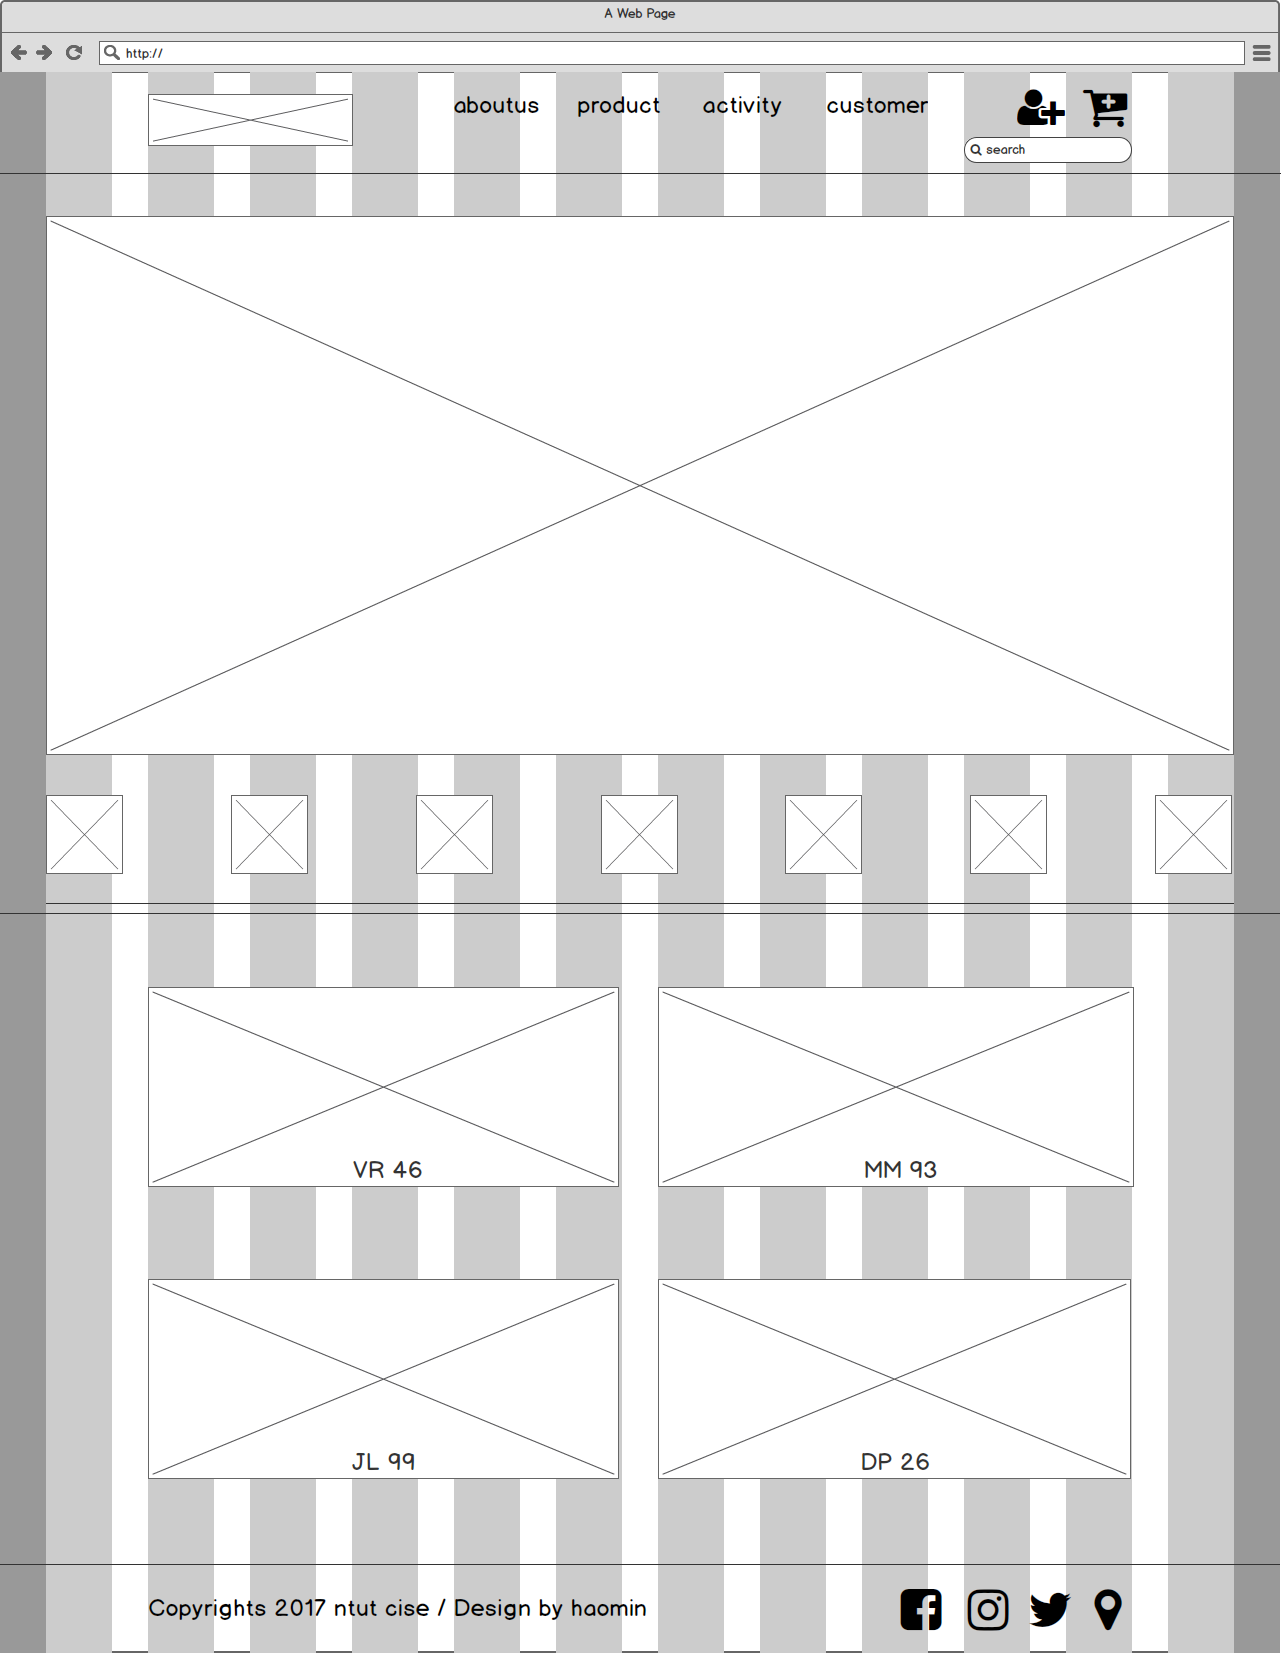 A Web Page
http://
aboutus product activity customer
search
VR 46
MM 93
JL 99
DP 26
Copyrights 2017 ntut cise / Design by haomin